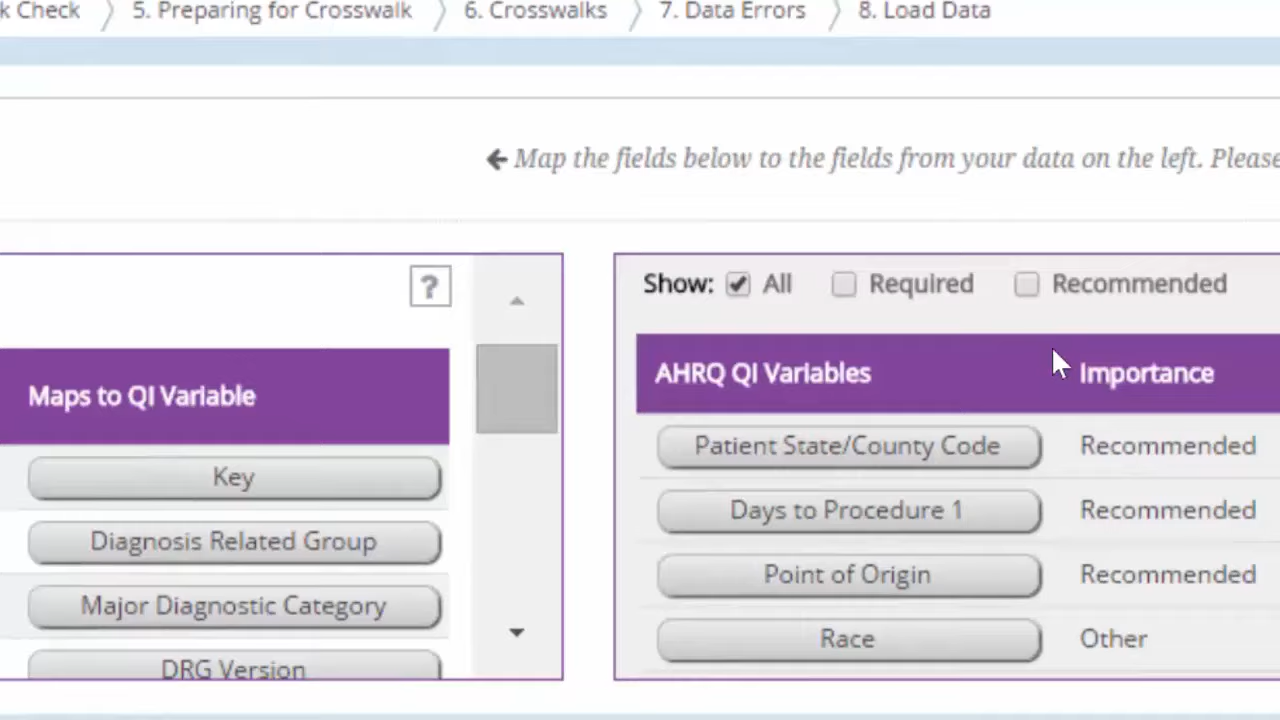 k Check 5. Preparing for Crosswalk 6. Crosswalks 7. Data Errors 8. Load Data
Map the fields below to the fields from your data on the left. Please
?
Maps to QI Variable
Key
Diagnosis Related Group
Major Diagnostic Category
DRG Version
Show: All Required Recommended
AHRQ QI Variables Importance
Patient State/County Code Recommended
Days to Procedure 1 Recommended
Point of Origin Recommended
Race Other